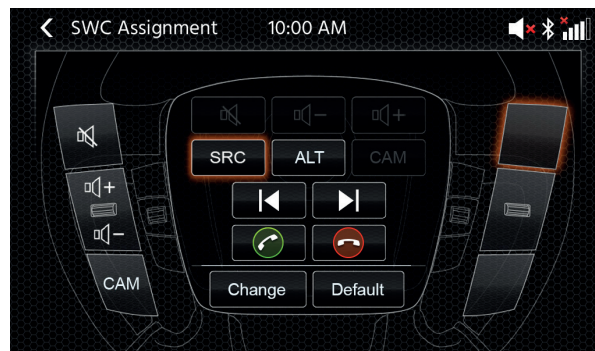 SWC Assignment 10:00 AM
SRC ALT CAM
CAM
Change Default